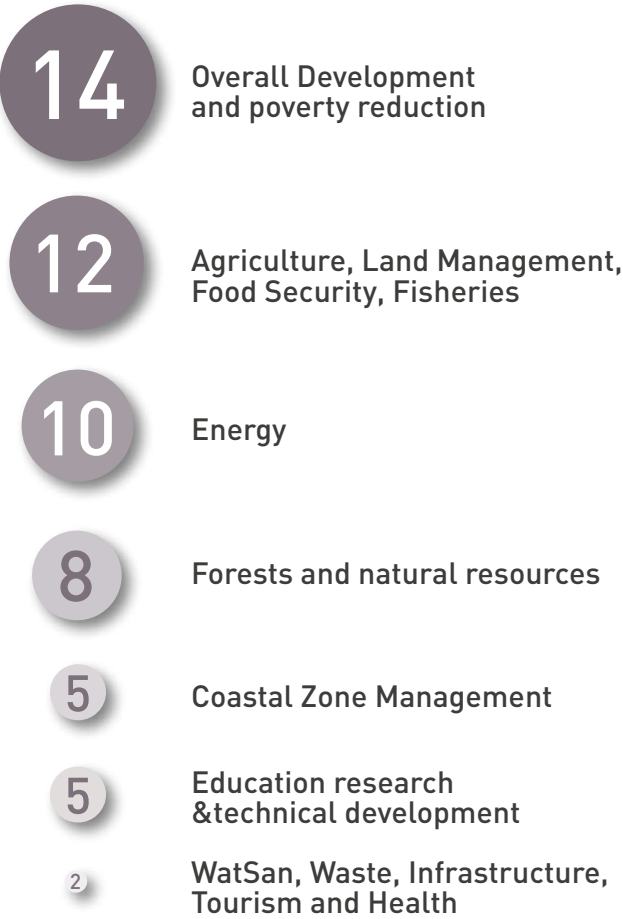 14
Overall Development
and poverty reduction
12
Agriculture, Land Management,
Food Security, Fisheries
10
Energy
8
Forests and natural resources
5
Coastal Zone Management
5
Education research
&technical development
2
WatSan, Waste, Infrastructure,
Tourism and Health